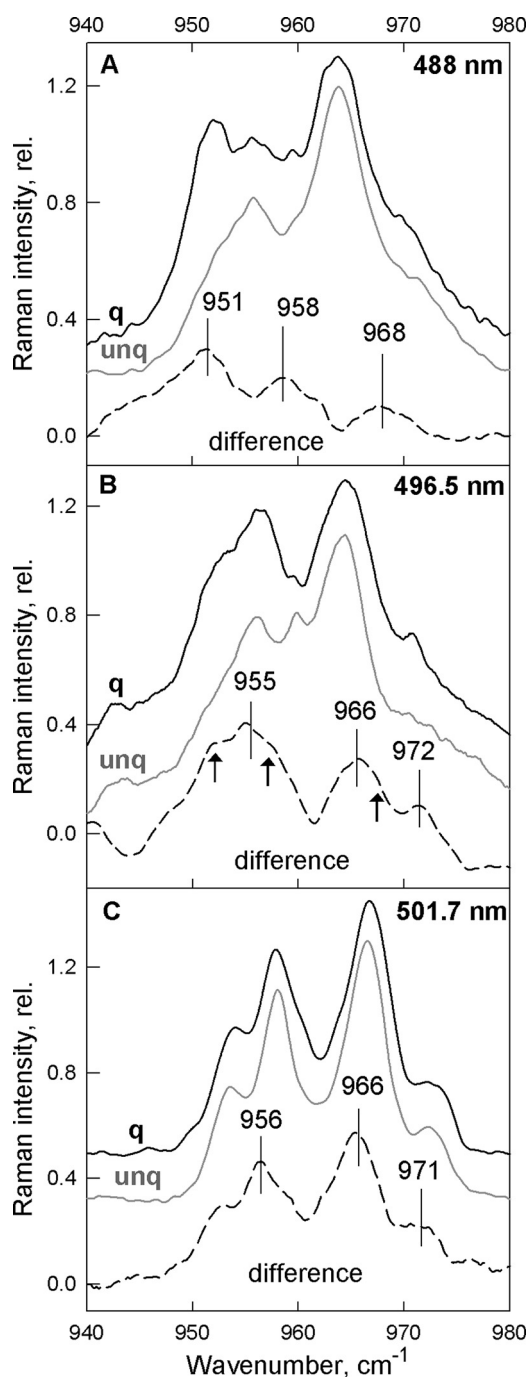 940 950 960 970 980
A 488 nm
1.2
0.8
0.4
0.0
Raman intensity, rel.
q
unq
951 958 968
difference
B 496.5 nm
1.2
0.8
0.4
0.0
Raman intensity, rel.
q
unq
955 966 972
difference
C 501.7 nm
1.2
0.8
0.4
0.0
Raman intensity, rel.
q
unq
956 966 971
difference
940 950 960 970 980
Wavenumber, cm⁻¹